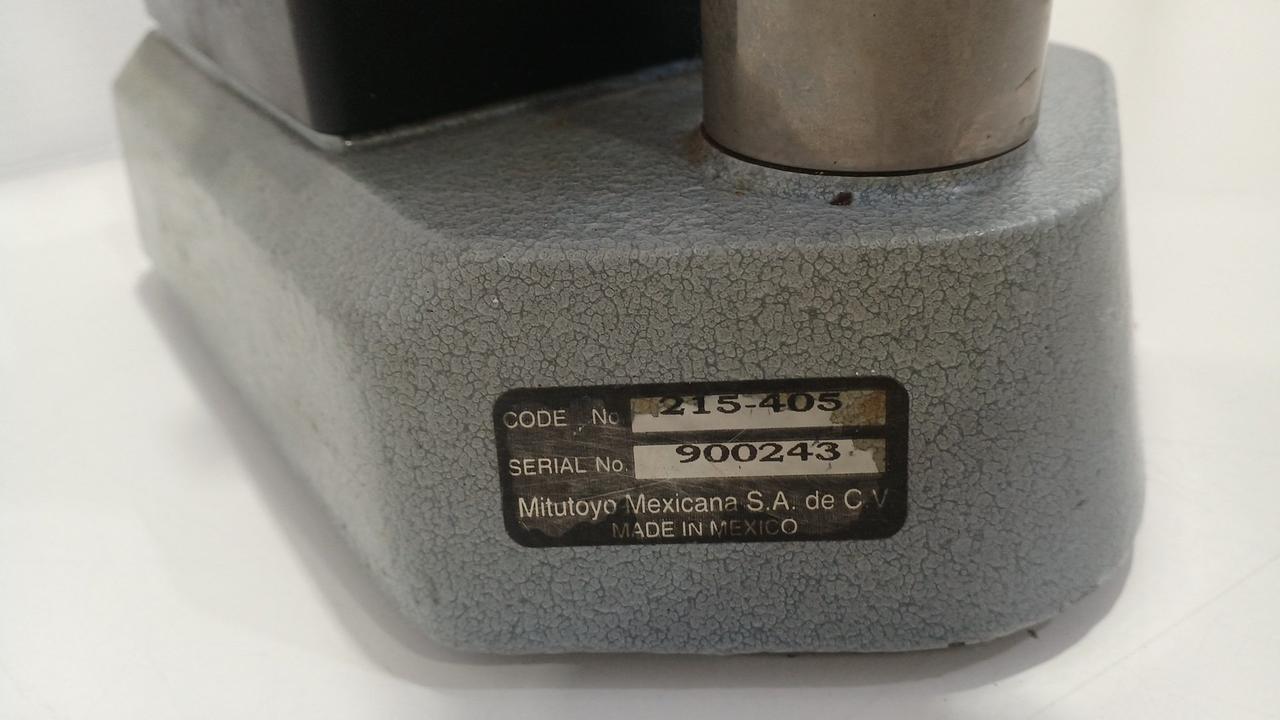 CODE No 215-405
SERIAL No. 900243
Mitutoyo Mexicana S.A. de C.V
MADE IN MEXICO